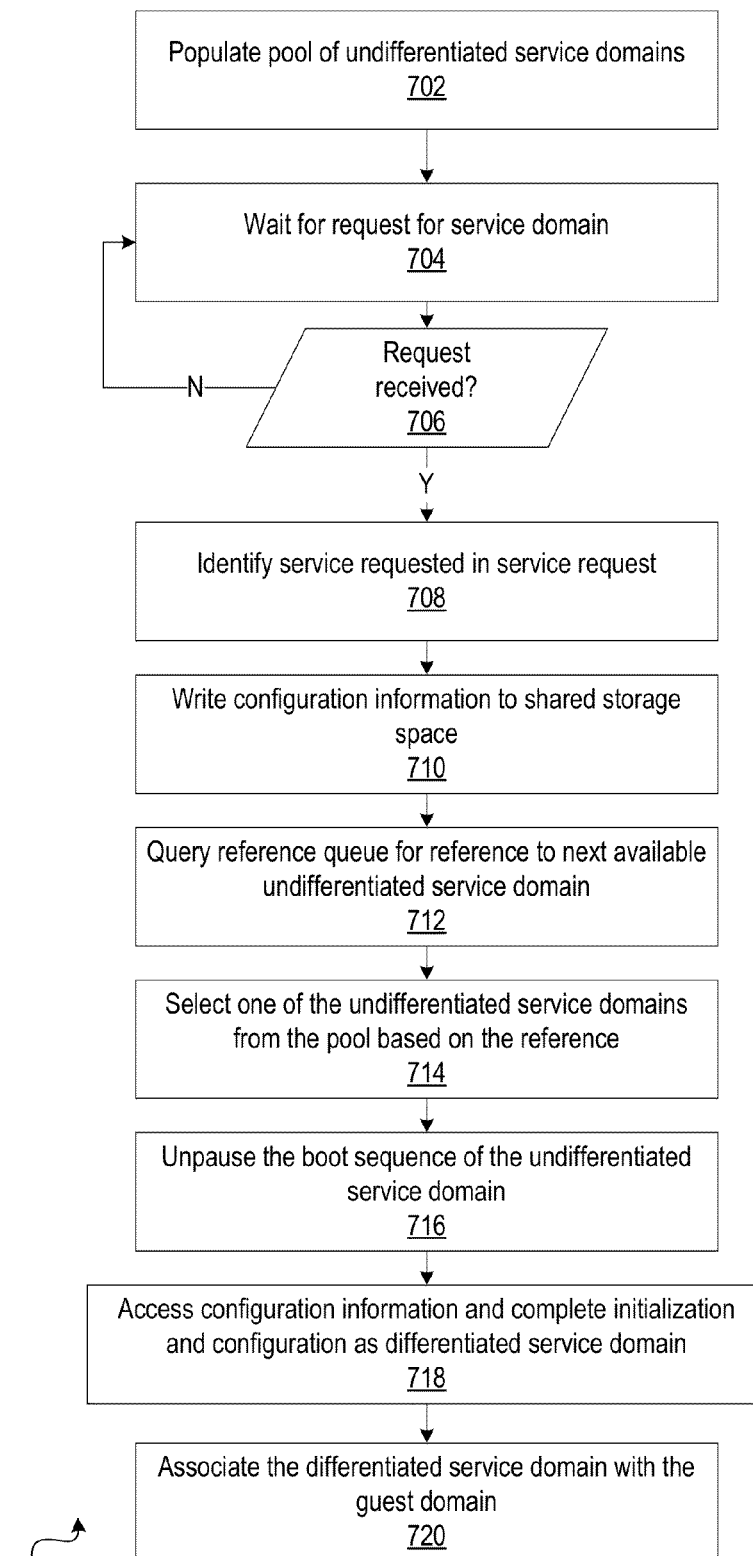 Populate pool of undifferentiated service domains
702
Wait for request for service domain
704
Request
received?
706
N
Y
Identify service requested in service request
708
Write configuration information to shared storage
space
710
Query reference queue for reference to next available
undifferentiated service domain
712
Select one of the undifferentiated service domains
from the pool based on the reference
714
Unpause the boot sequence of the undifferentiated
service domain
716
Access configuration information and complete initialization
and configuration as differentiated service domain
718
Associate the differentiated service domain with the
guest domain
720